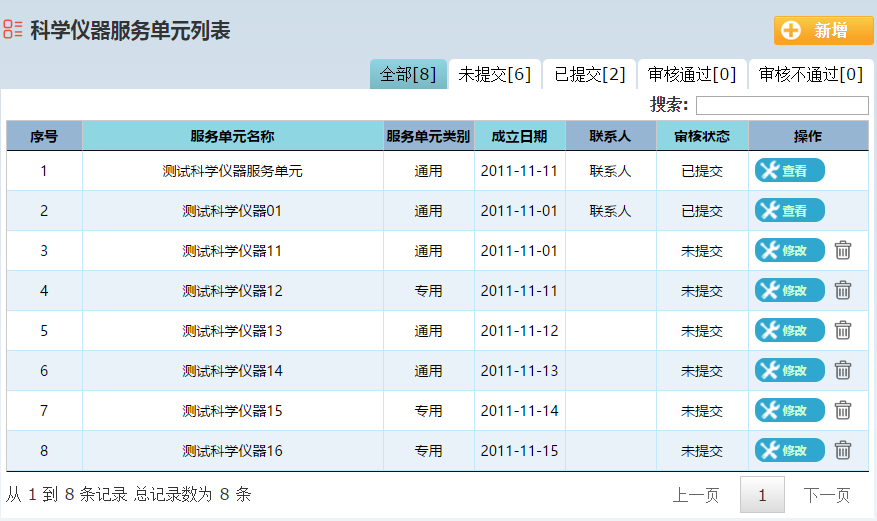 科学仪器服务单元列表 新增
全部[8] 未提交[6] 已提交[2] 审核通过[0] 审核不通过[0]
搜索:
序号 服务单元名称 服务单元类别 成立日期 联系人 审核状态 操作
1 测试科学仪器服务单元 通用 2011-11-11 联系人 已提交 查看
2 测试科学仪器01 通用 2011-11-01 联系人 已提交 查看
3 测试科学仪器11 通用 2011-11-01 未提交 修改
4 测试科学仪器12 专用 2011-11-11 未提交 修改
5 测试科学仪器13 通用 2011-11-12 未提交 修改
6 测试科学仪器14 通用 2011-11-13 未提交 修改
7 测试科学仪器15 专用 2011-11-14 未提交 修改
8 测试科学仪器16 专用 2011-11-15 未提交 修改
从 1 到 8 条记录 总记录数为 8 条 上一页 1 下一页